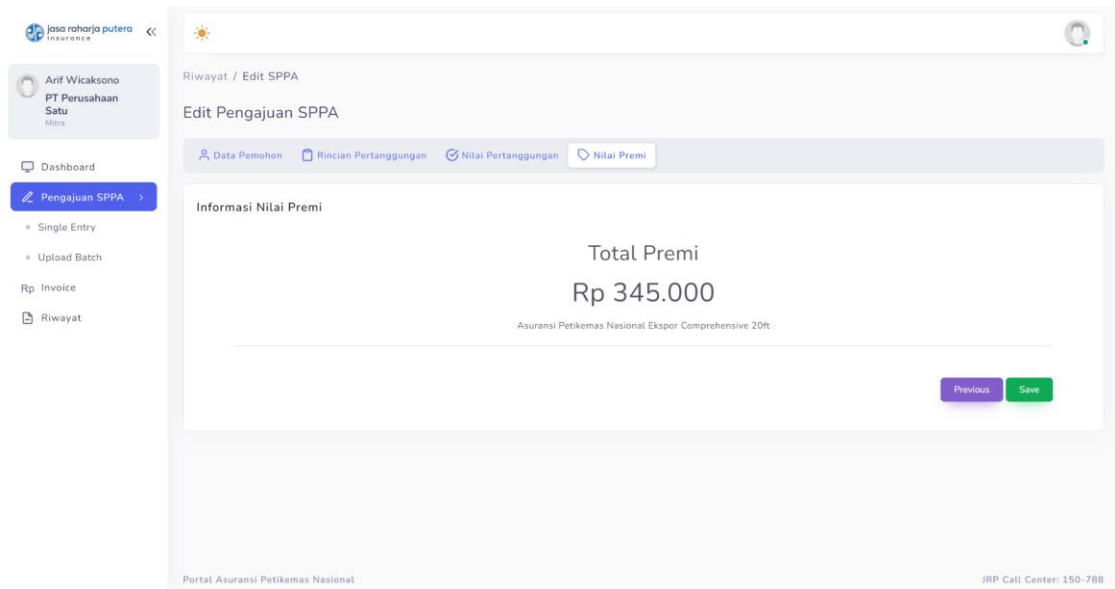 jasa raharja putera
insurance
Arif Wicaksono
PT Perusahaan
Satu
Mitra
Dashboard
Pengajuan SPPA
Single Entry
Upload Batch
Rp Invoice
Riwayat
Riwayat / Edit SPPA
Edit Pengajuan SPPA
Data Pemohon Rincian Pertanggungan Nilai Pertanggungan Nilai Premi
Informasi Nilai Premi
Total Premi
Rp 345.000
Asuransi Petikemas Nasional Ekspor Comprehensive 20ft
Previous Save
Portal Asuransi Petikemas Nasional JRP Call Center: 150-788